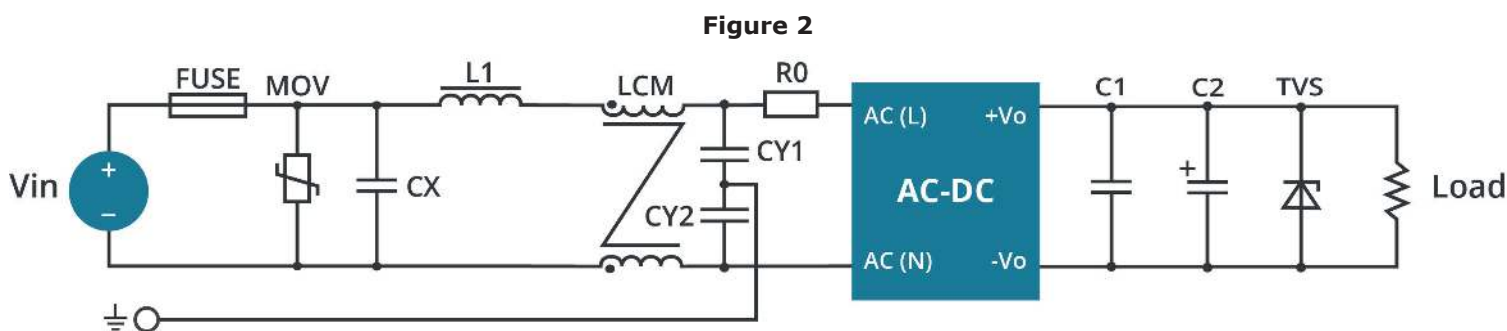 Figure 2
FUSE
MOV
L1
LCM
R0
C1
C2
TVS
AC (L)
+Vo
CY1
Vin
+
−
CX
AC-DC
+
Load
CY2
AC (N)
-Vo